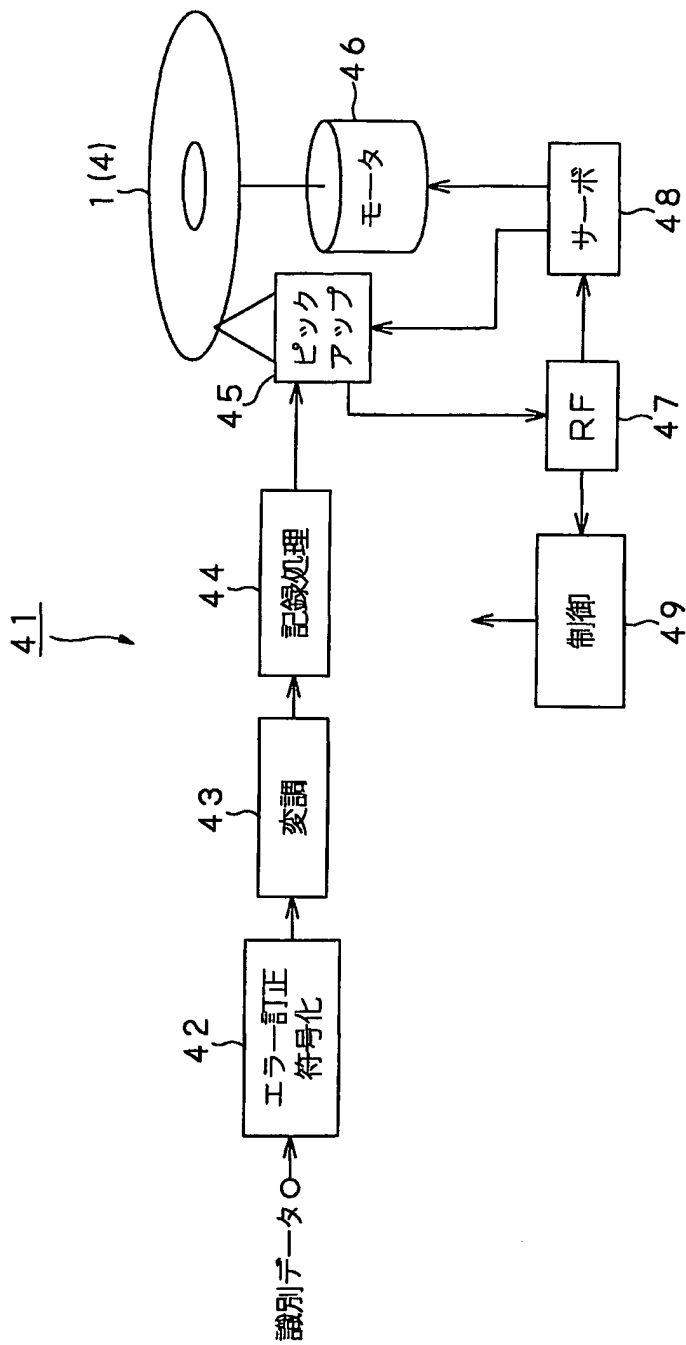 41
1(4)
46
モータ
45
ピック
アップ
44
記録処理
43
変調
42
エラー訂正
符号化
識別データ
サーボ
48
RF
47
制御
49